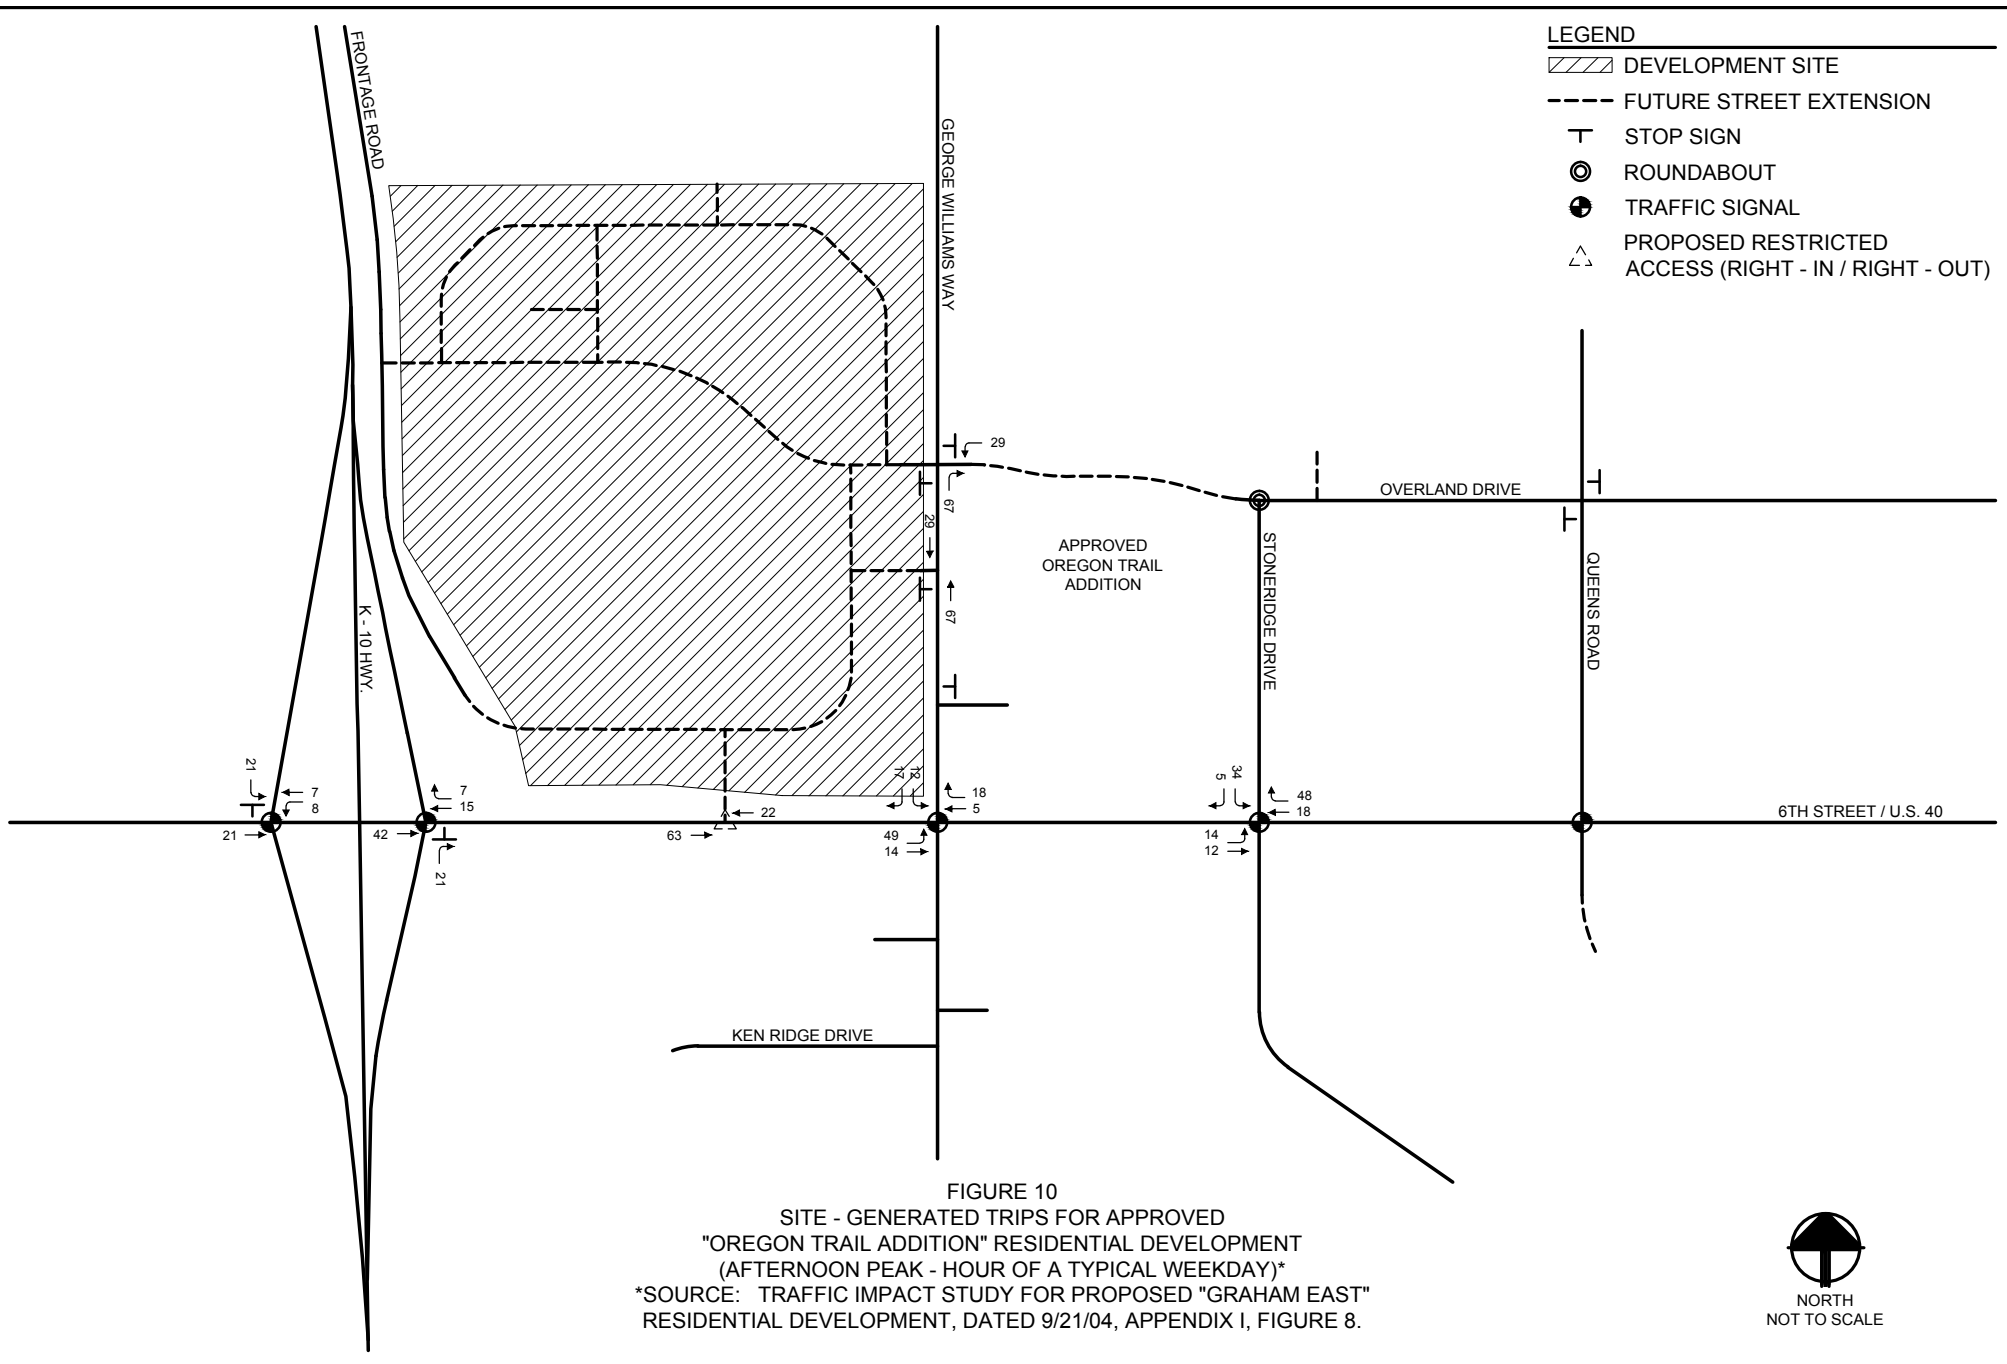 LEGEND
DEVELOPMENT SITE
FUTURE STREET EXTENSION
STOP SIGN
ROUNDABOUT
TRAFFIC SIGNAL
PROPOSED RESTRICTED
ACCESS (RIGHT - IN / RIGHT - OUT)
FRONTAGE ROAD
GEORGE WILLIAMS WAY
29
67
29
67
OVERLAND DRIVE
APPROVED
OREGON TRAIL
ADDITION
STONERIDGE DRIVE
QUEENS ROAD
K - 10 HWY.
21
7
8
21
7
15
42
21
22
63
17
12
18
5
49
14
5
34
48
18
14
12
6TH STREET / U.S. 40
KEN RIDGE DRIVE
FIGURE 10
SITE - GENERATED TRIPS FOR APPROVED
"OREGON TRAIL ADDITION" RESIDENTIAL DEVELOPMENT
(AFTERNOON PEAK - HOUR OF A TYPICAL WEEKDAY)*
*SOURCE: TRAFFIC IMPACT STUDY FOR PROPOSED "GRAHAM EAST"
RESIDENTIAL DEVELOPMENT, DATED 9/21/04, APPENDIX I, FIGURE 8.
NORTH
NOT TO SCALE